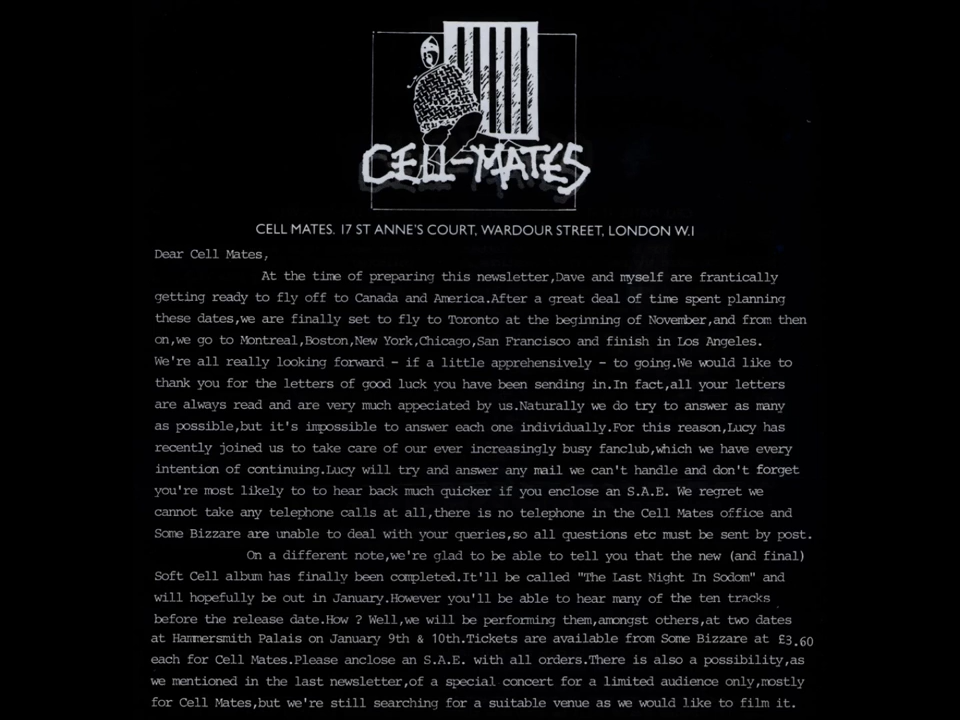 CELL-MATES
CELL MATES. 17 ST ANNE'S COURT, WARDOUR STREET, LONDON W.1
Dear Cell Mates,
At the time of preparing this newsletter,Dave and myself are frantically
getting ready to fly off to Canada and America.After a great deal of time spent planning
these dates,we are finally set to fly to Toronto at the beginning of November,and from then
on,we go to Montreal,Boston,New York,Chicago,San Francisco and finish in Los Angeles.
We're all really looking forward - if a little apprehensively - to going.We would like to
thank you for the letters of good luck you have been sending in.In fact,all your letters
are always read and are very much appeciated by us.Naturally we do try to answer as many
as possible,but it's impossible to answer each one individually.For this reason,Lucy has
recently joined us to take care of our ever increasingly busy fanclub,which we have every
intention of continuing.Lucy will try and answer any mail we can't handle and don't forget
you're most likely to to hear back much quicker if you enclose an S.A.E. We regret we
cannot take any telephone calls at all,there is no telephone in the Cell Mates office and
Some Bizzare are unable to deal with your queries,so all questions etc must be sent by post.
On a different note,we're glad to be able to tell you that the new (and final)
Soft Cell album has finally been completed.It'll be called "The Last Night In Sodom" and
will hopefully be out in January.However you'll be able to hear many of the ten tracks
before the release date.How ? Well,we will be performing them,amongst others,at two dates
at Hammersmith Palais on January 9th & 10th.Tickets are available from Some Bizzare at £3.60
each for Cell Mates.Please anclose an S.A.E. with all orders.There is also a possibility,as
we mentioned in the last newsletter,of a special concert for a limited audience only,mostly
for Cell Mates,but we're still searching for a suitable venue as we would like to film it.